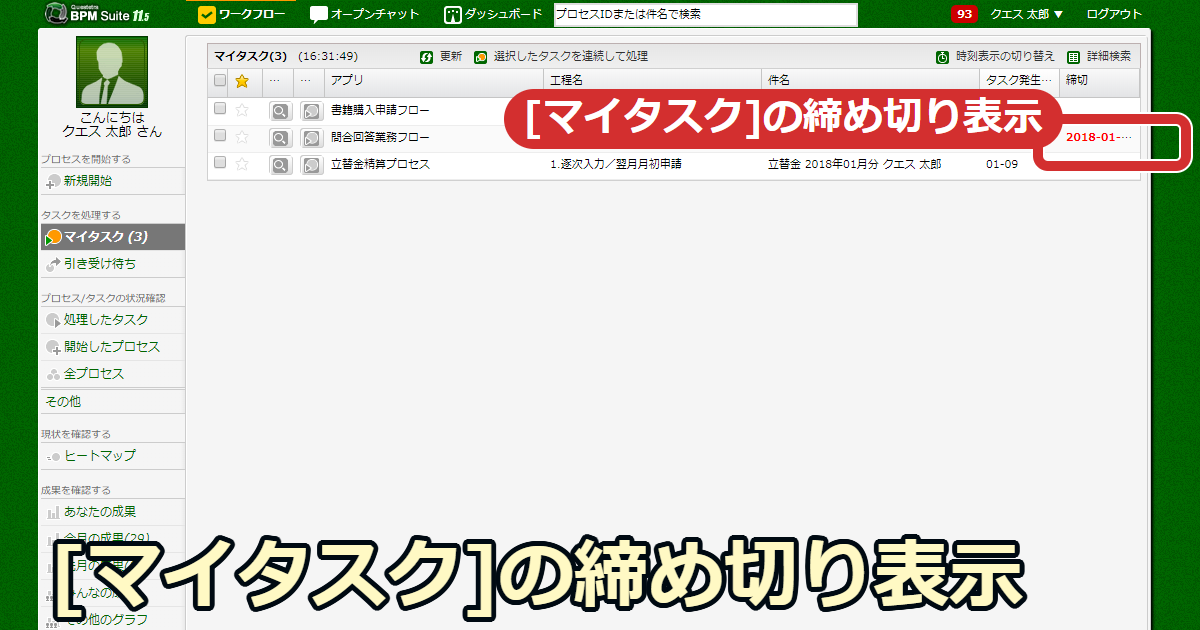 Questetra
BPM Suite 11.5
ワークフロー
オープンチャット
ダッシュボード
プロセスIDまたは件名で検索
93
クエス 太郎 ▼
ログアウト
こんにちは
クエス 太郎 さん
プロセスを開始する
新規開始
タスクを処理する
マイタスク (3)
引き受け待ち
プロセス/タスクの状況確認
処理したタスク
開始したプロセス
全プロセス
その他
現状を確認する
ヒートマップ
成果を確認する
あなたの成果
今月の成果(29)
その他のグラフ
マイタスク(3) (16:31:49)
更新
選択したタスクを連続して処理
時刻表示の切り替え
詳細検索
… … アプリ 工程名 件名 タスク発生… 締切
書籍購入申請フロー
問合回答業務フロー 2018-01-…
立替金精算プロセス 1.逐次入力／翌月月初申請 立替金 2018年01月分 クエス 太郎 01-09
[マイタスク]の締め切り表示
[マイタスク]の締め切り表示